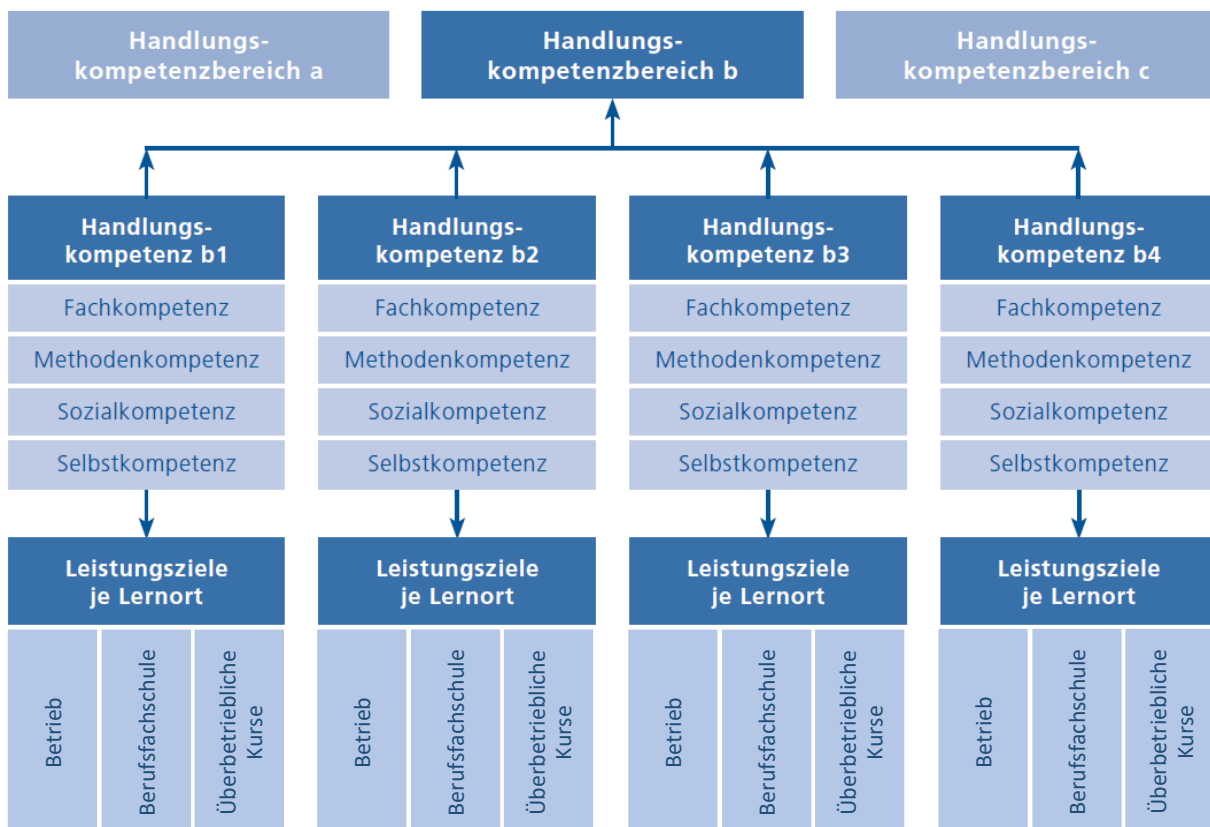 Handlungs-
kompetenzbereich a
Handlungs-
kompetenzbereich b
Handlungs-
kompetenzbereich c
Handlungs-
kompetenz b1
Fachkompetenz
Methodenkompetenz
Sozialkompetenz
Selbstkompetenz
Leistungsziele
je Lernort
Betrieb
Berufsfachschule
Überbetriebliche
Kurse
Handlungs-
kompetenz b2
Fachkompetenz
Methodenkompetenz
Sozialkompetenz
Selbstkompetenz
Leistungsziele
je Lernort
Betrieb
Berufsfachschule
Überbetriebliche
Kurse
Handlungs-
kompetenz b3
Fachkompetenz
Methodenkompetenz
Sozialkompetenz
Selbstkompetenz
Leistungsziele
je Lernort
Betrieb
Berufsfachschule
Überbetriebliche
Kurse
Handlungs-
kompetenz b4
Fachkompetenz
Methodenkompetenz
Sozialkompetenz
Selbstkompetenz
Leistungsziele
je Lernort
Betrieb
Berufsfachschule
Überbetriebliche
Kurse